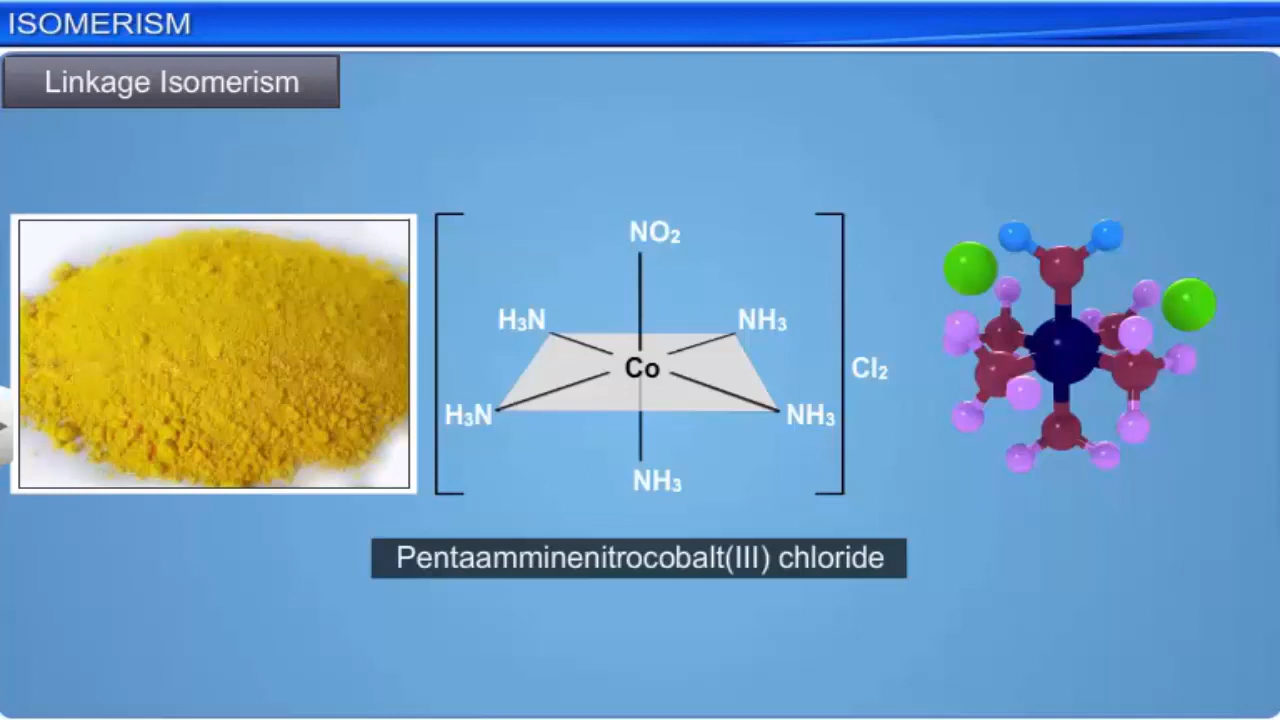 ISOMERISM
Linkage Isomerism
NO₂
H₃N
NH₃
Co
Cl₂
H₃N
NH₃
NH₃
Pentaamminenitrocobalt(III) chloride